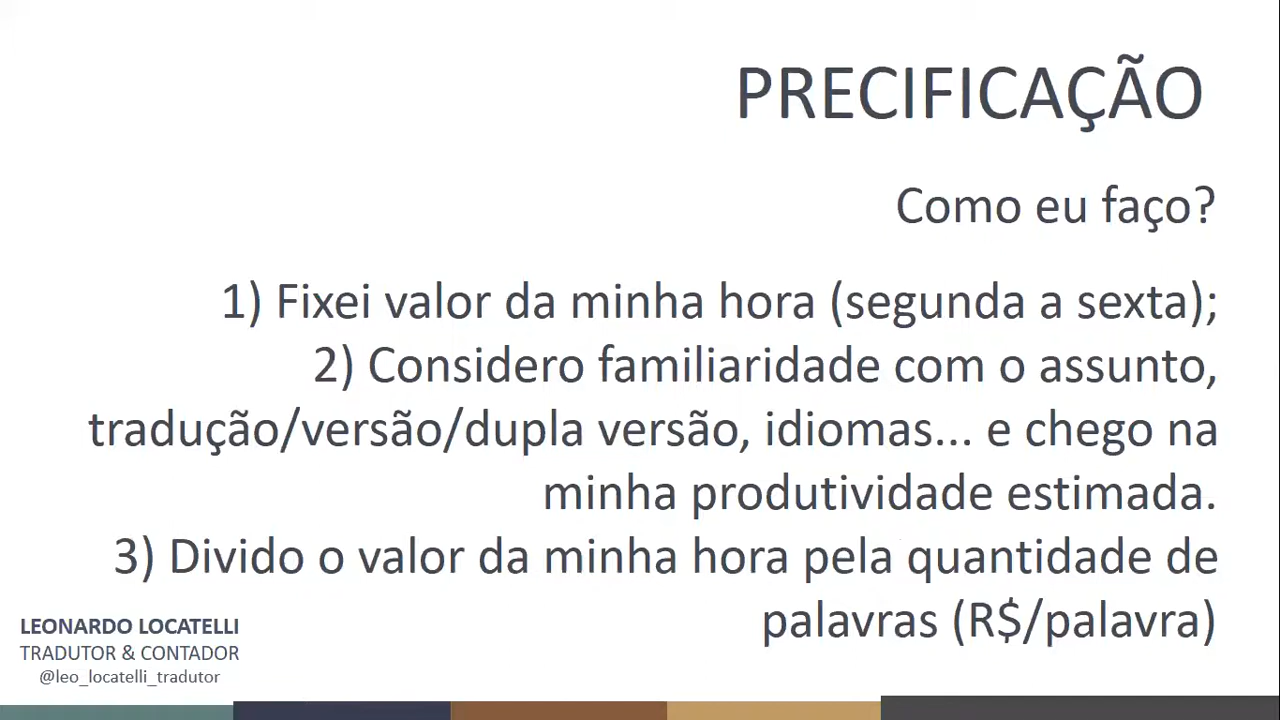 PRECIFICAÇÃO
Como eu faço?
1) Fixei valor da minha hora (segunda a sexta);
2) Considero familiaridade com o assunto,
tradução/versão/dupla versão, idiomas... e chego na
minha produtividade estimada.
3) Divido o valor da minha hora pela quantidade de
palavras (R$/palavra)
LEONARDO LOCATELLI
TRADUTOR & CONTADOR
@leo_locatelli_tradutor